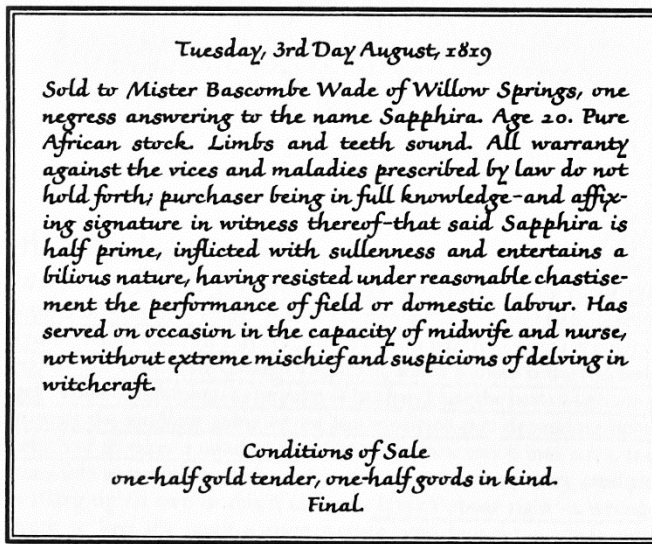 Tuesday, 3rd Day August, 1819
Sold to Mister Bascombe Wade of Willow Springs, one
negress answering to the name Sapphira. Age 20. Pure
African stock. Limbs and teeth sound. All warranty
against the vices and maladies prescribed by law do not
hold forth; purchaser being in full knowledge-and affix-
ing signature in witness thereof-that said Sapphira is
half prime, inflicted with sullenness and entertains a
bilious nature, having resisted under reasonable chastise-
ment the performance of field or domestic labour. Has
served on occasion in the capacity of midwife and nurse,
not without extreme mischief and suspicions of delving in
witchcraft.
Conditions of Sale
one-half gold tender, one-half goods in kind.
Final.